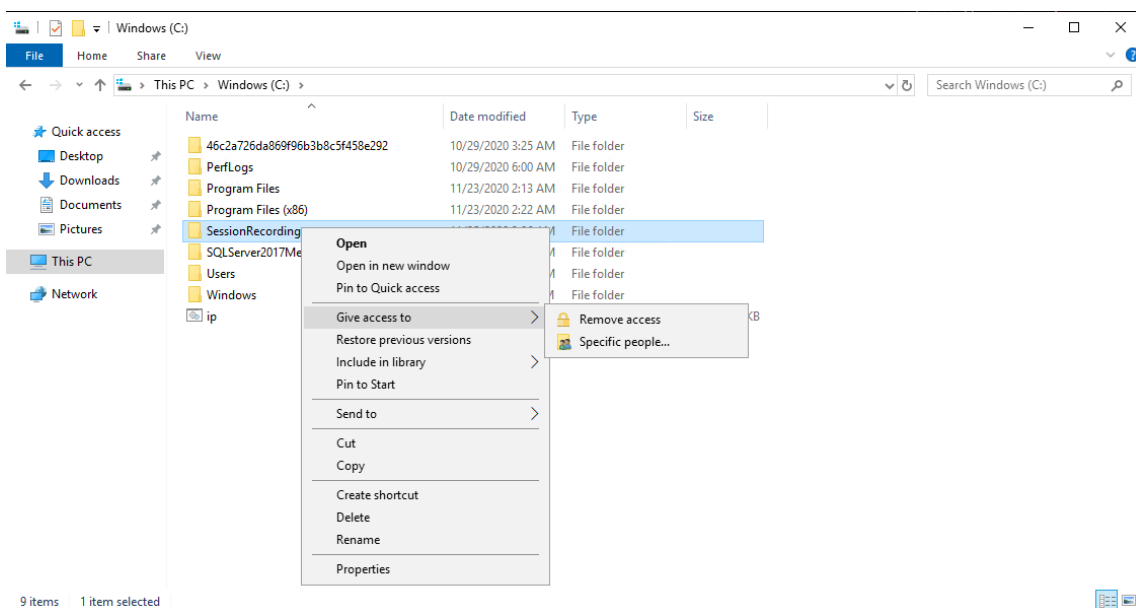 Windows (C:)
File Home Share View
This PC > Windows (C:) >
Search Windows (C:)
Name Date modified Type Size
Quick access
Desktop
Downloads
Documents
Pictures
This PC
Network
46c2a726da869f96b3b8c5f458e292 10/29/2020 3:25 AM File folder
PerfLogs 10/29/2020 6:00 AM File folder
Program Files 11/23/2020 2:13 AM File folder
Program Files (x86) 11/23/2020 2:22 AM File folder
SessionRecording File folder
SQLServer2017Me File folder
Users File folder
Windows File folder
ip KB
Open
Open in new window
Pin to Quick access
Give access to
Restore previous versions
Include in library
Pin to Start
Send to
Cut
Copy
Create shortcut
Delete
Rename
Properties
Remove access
Specific people...
9 items 1 item selected